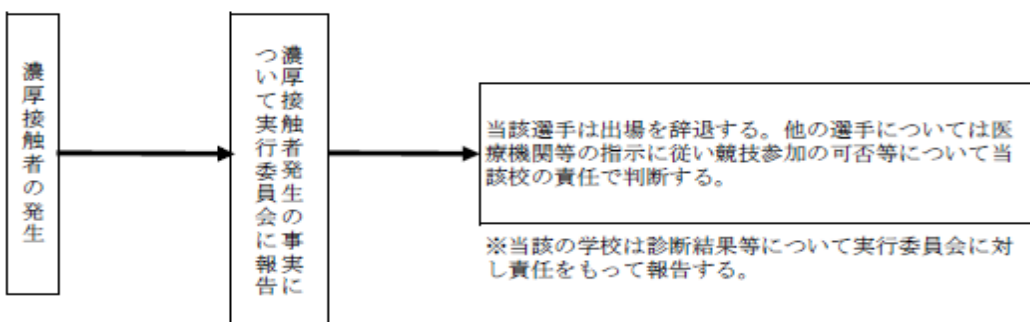 濃厚接触者の発生
濃厚接触者発生の事実に
ついて実行委員会に報告
当該選手は出場を辞退する。他の選手については医
療機関等の指示に従い競技参加の可否等について当
該校の責任で判断する。
※当該の学校は診断結果等について実行委員会に対
し責任をもって報告する。